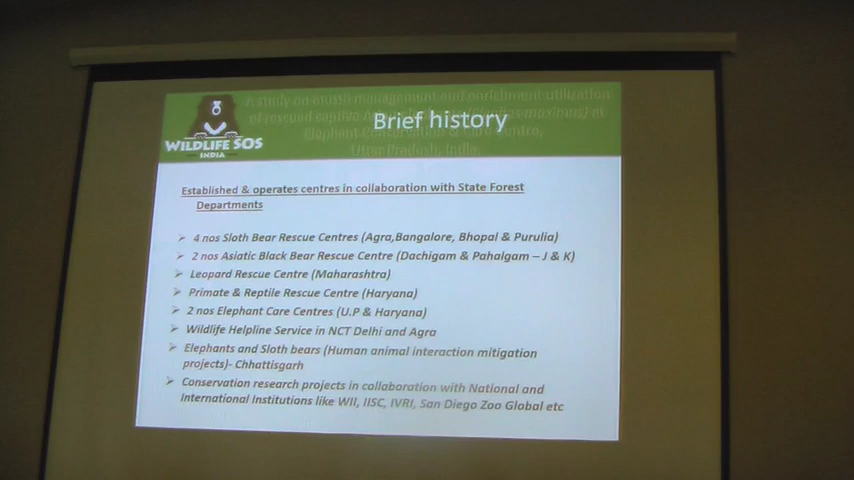 Brief history
WILDLIFE SOS
INDIA
Established & operates centres in collaboration with State Forest
Departments
4 nos Sloth Bear Rescue Centres (Agra,Bangalore, Bhopal & Purulia)
2 nos Asiatic Black Bear Rescue Centre (Dachigam & Pahalgam – J & K)
Leopard Rescue Centre (Maharashtra)
Primate & Reptile Rescue Centre (Haryana)
2 nos Elephant Care Centres (U.P & Haryana)
Wildlife Helpline Service in NCT Delhi and Agra
Elephants and Sloth bears (Human animal interaction mitigation
projects)- Chhattisgarh
Conservation research projects in collaboration with National and
International Institutions like WII, IISC, IVRI, San Diego Zoo Global etc